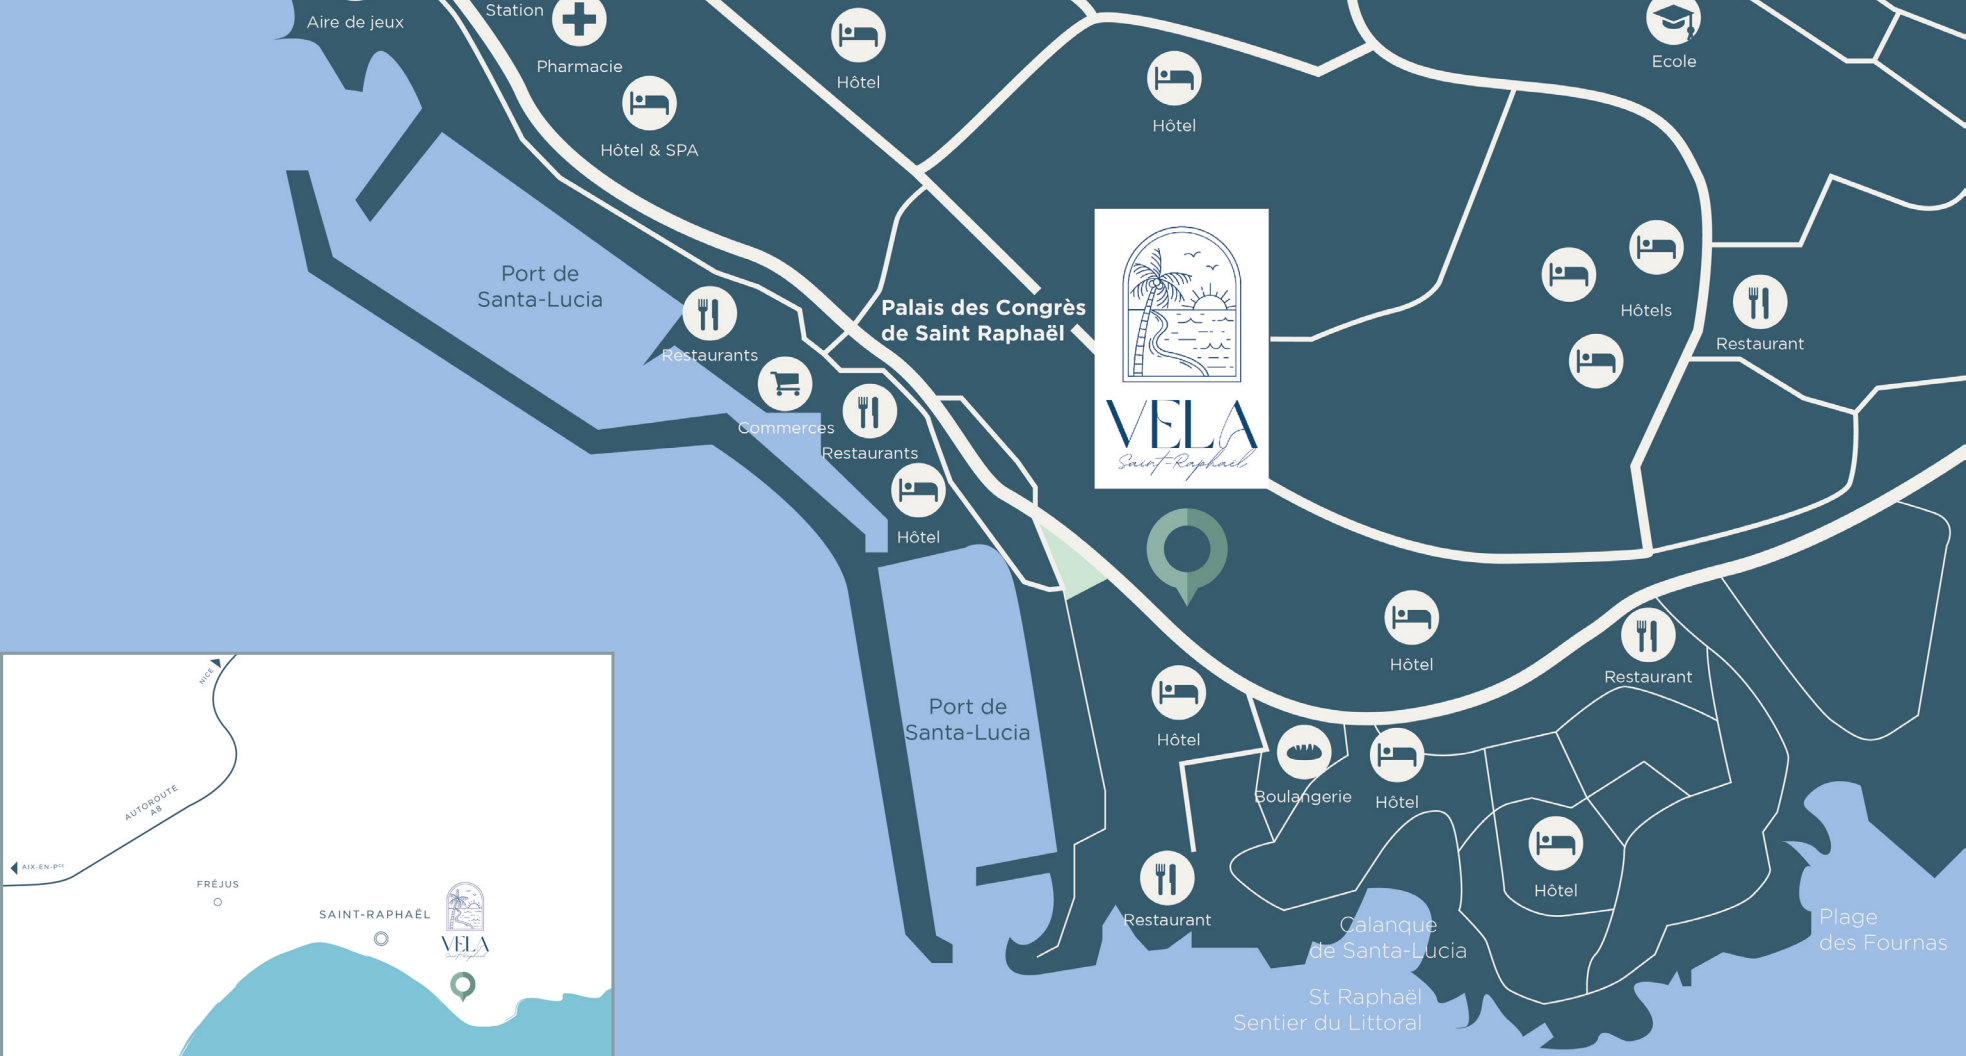 Aire de jeux
Station
Pharmacie
Hôtel
Hôtel
Ecole
Hôtel & SPA
Port de
Santa-Lucia
Restaurants
Palais des Congrès
de Saint Raphaël
VELA
Saint-Raphaël
Hôtels
Restaurant
Commerces
Restaurants
Hôtel
Port de
Santa-Lucia
Hôtel
Restaurant
Hôtel
Boulangerie
Hôtel
Hôtel
Restaurant
Calanque
de Santa-Lucia
Plage
des Fournas
St Raphaël
Sentier du Littoral
NICE
AUTOROUTE
A8
AIX-EN-Pce
FRÉJUS
SAINT-RAPHAËL
VELA
Saint-Raphaël